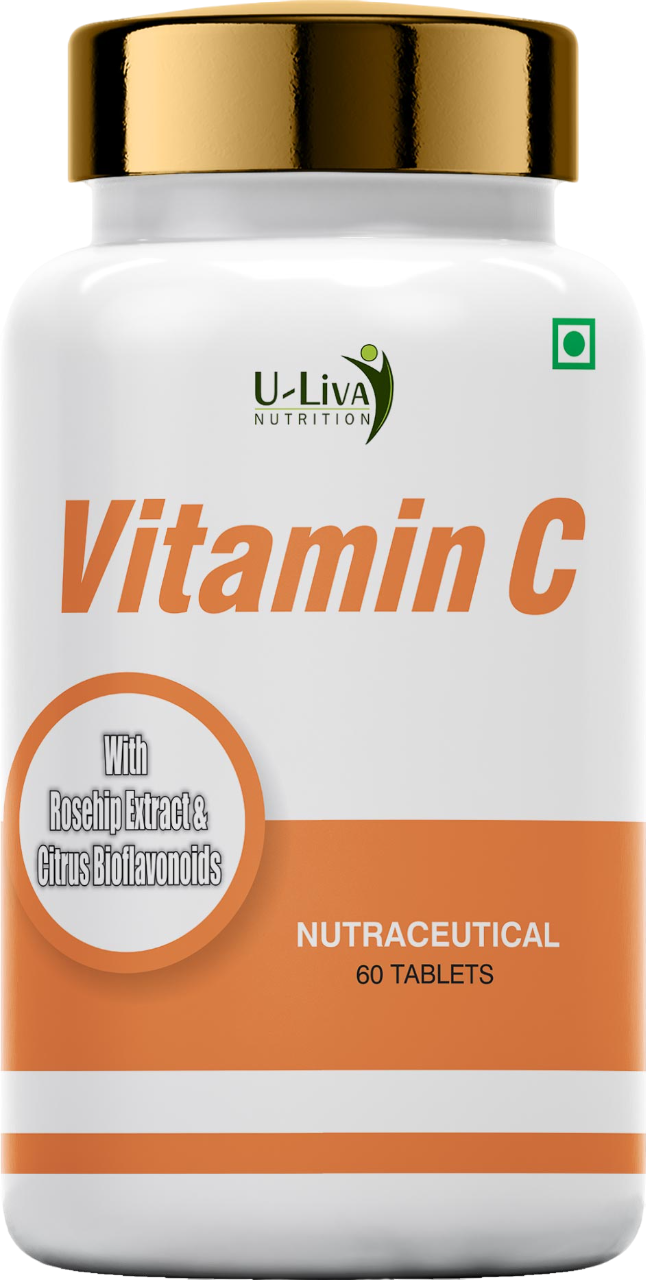 U-LiVA
NUTRITION
Vitamin C
With
Rosehip Extract &
Citrus Bioflavonoids
NUTRACEUTICAL
60 TABLETS